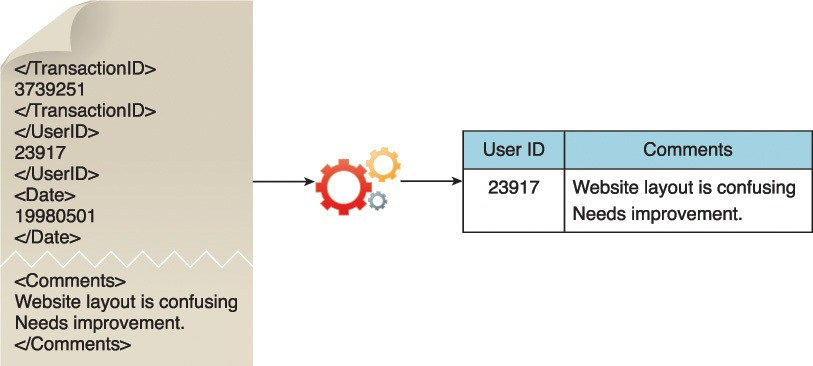 </TransactionID>
3739251
</TransactionID>
</UserID>
23917
</UserID>
<Date>
19980501
</Date>
<Comments>
Website layout is confusing
Needs improvement.
</Comments>
User ID Comments
23917 Website layout is confusing
Needs improvement.